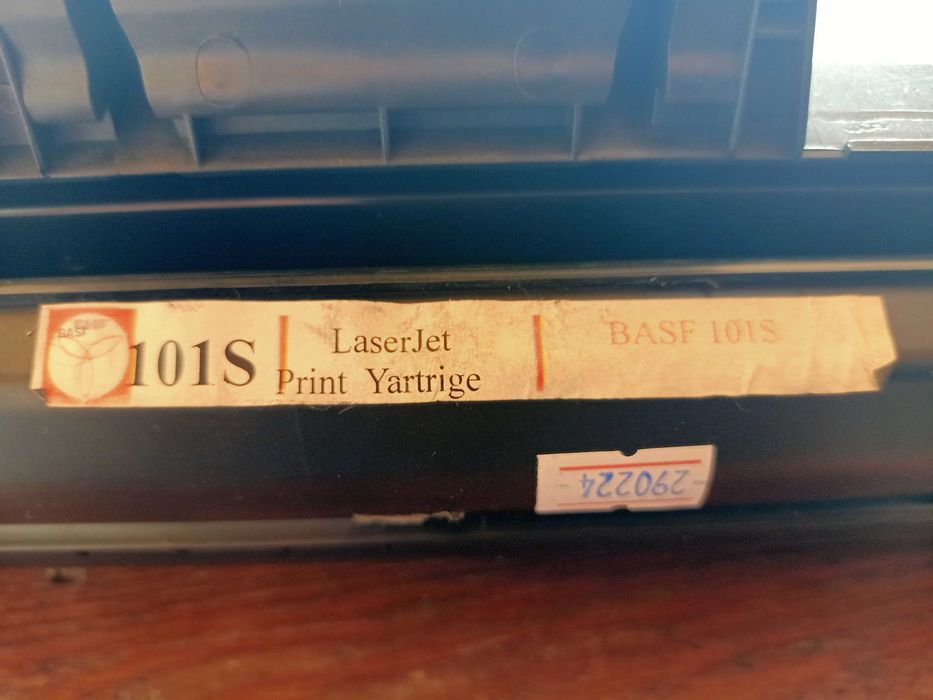 BASF
101S
LaserJet
Print Yartrige
BASF 101S
290224